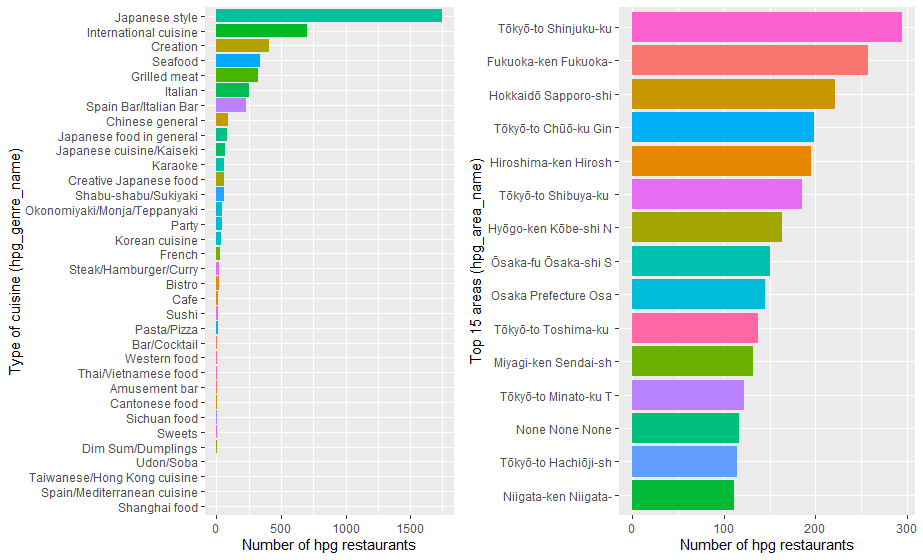 Type of cuisine (hpg_genre_name)
Japanese style
International cuisine
Creation
Seafood
Grilled meat
Italian
Spain Bar/Italian Bar
Chinese general
Japanese food in general
Japanese cuisine/Kaiseki
Karaoke
Creative Japanese food
Shabu-shabu/Sukiyaki
Okonomiyaki/Monja/Teppanyaki
Party
Korean cuisine
French
Steak/Hamburger/Curry
Bistro
Cafe
Sushi
Pasta/Pizza
Bar/Cocktail
Western food
Thai/Vietnamese food
Amusement bar
Cantonese food
Sichuan food
Sweets
Dim Sum/Dumplings
Udon/Soba
Taiwanese/Hong Kong cuisine
Spain/Mediterranean cuisine
Shanghai food
0 500 1000 1500
Number of hpg restaurants
Top 15 areas (hpg_area_name)
Tōkyō-to Shinjuku-ku
Fukuoka-ken Fukuoka-
Hokkaidō Sapporo-shi
Tōkyō-to Chūō-ku Gin
Hiroshima-ken Hirosh
Tōkyō-to Shibuya-ku
Hyōgo-ken Kōbe-shi N
Ōsaka-fu Ōsaka-shi S
Osaka Prefecture Osa
Tōkyō-to Toshima-ku
Miyagi-ken Sendai-sh
Tōkyō-to Minato-ku T
None None None
Tōkyō-to Hachiōji-sh
Niigata-ken Niigata-
0 100 200 300
Number of hpg restaurants